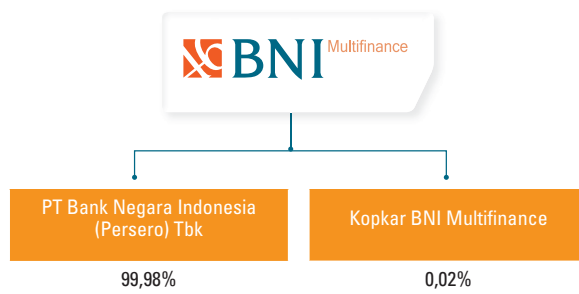 BNI Multifinance
PT Bank Negara Indonesia
(Persero) Tbk
Kopkar BNI Multifinance
99,98%
0,02%